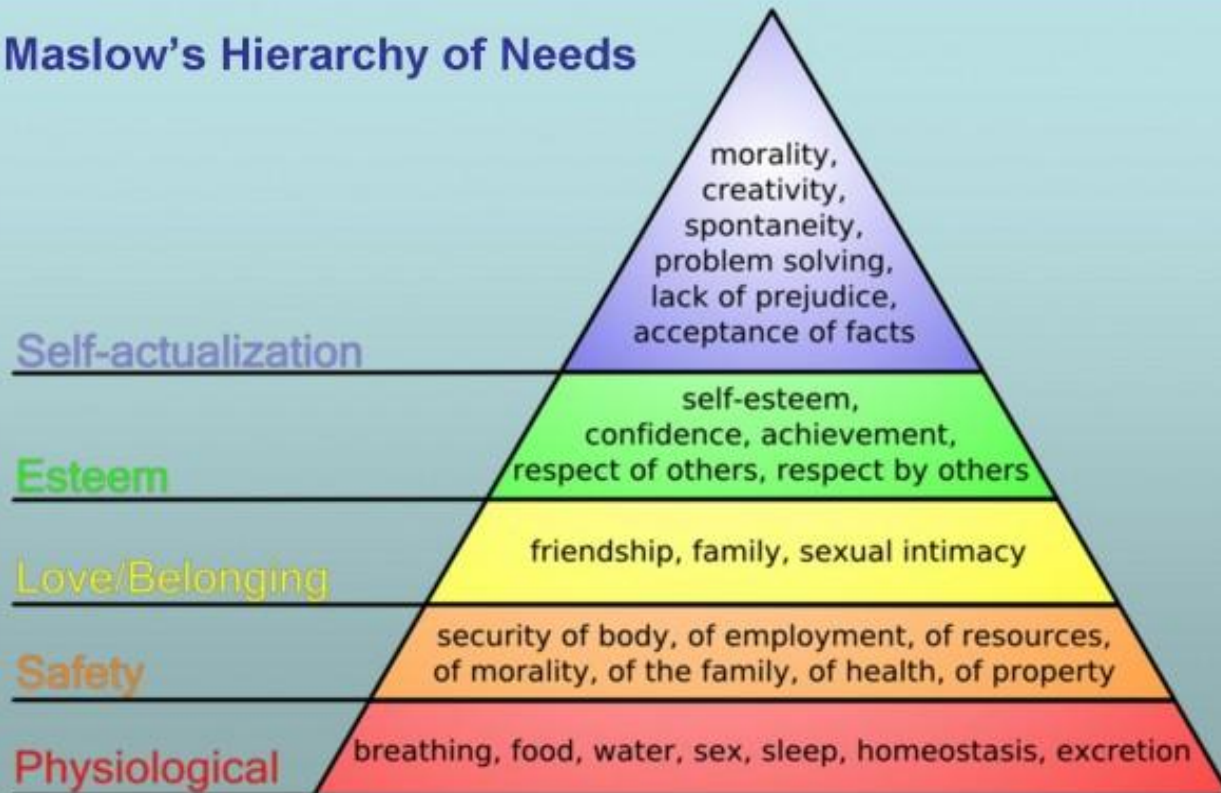 Maslow's Hierarchy of Needs
morality,
creativity,
spontaneity,
problem solving,
lack of prejudice,
acceptance of facts
Self-actualization
self-esteem,
confidence, achievement,
respect of others, respect by others
Esteem
friendship, family, sexual intimacy
Love/Belonging
security of body, of employment, of resources,
of morality, of the family, of health, of property
Safety
breathing, food, water, sex, sleep, homeostasis, excretion
Physiological